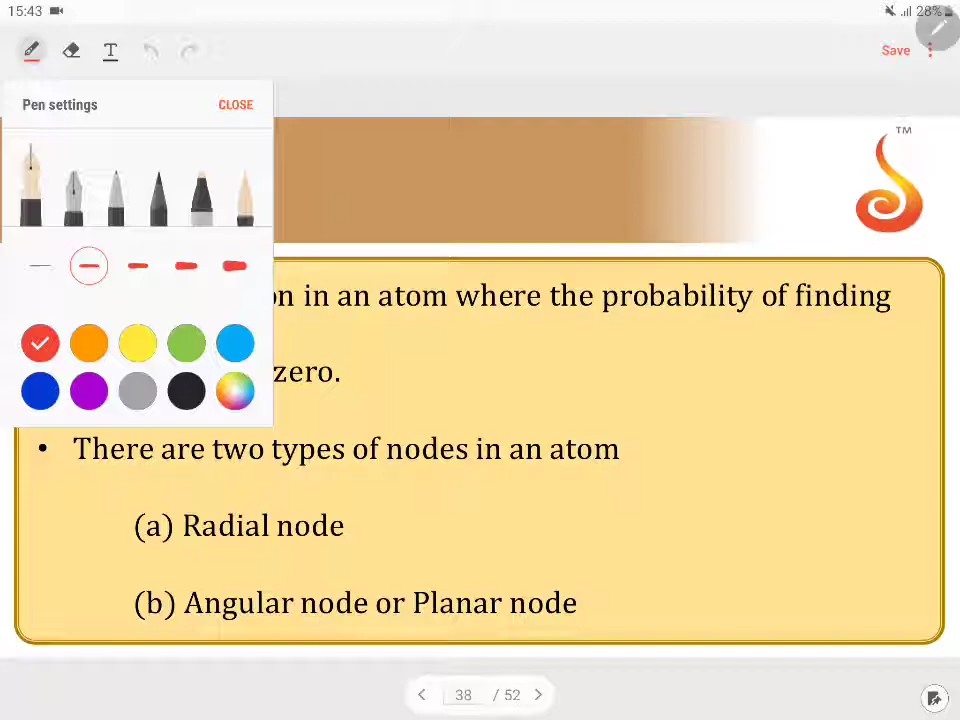 15:43
28%
T
Save
Pen settings
CLOSE
TM
on in an atom where the probability of finding
zero.
• There are two types of nodes in an atom
(a) Radial node
(b) Angular node or Planar node
38 / 52